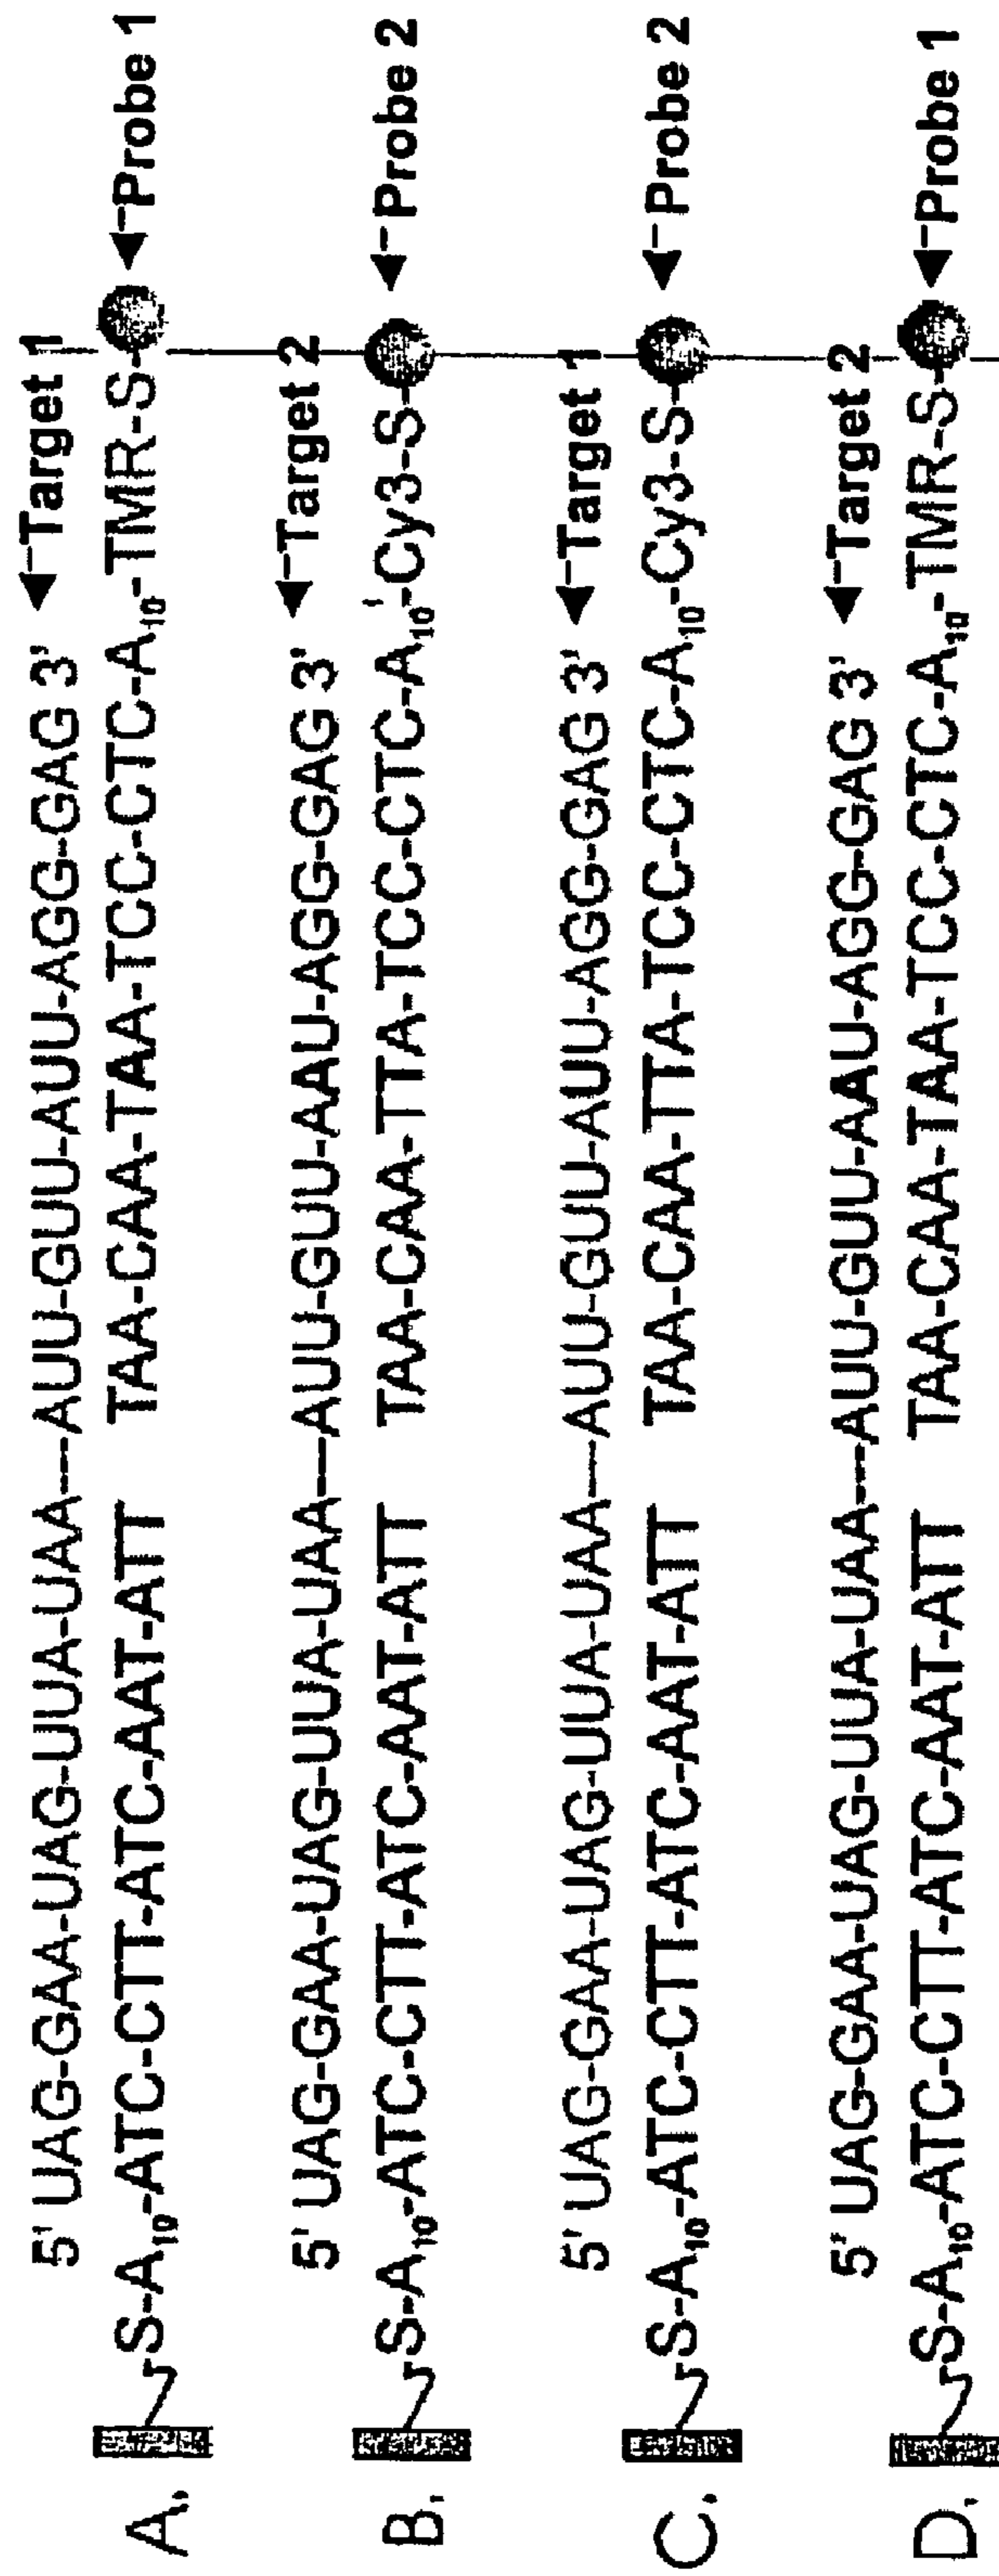 5' UAG-GAA-UAG-UUA-UAA---AUU-GUU-AUU-AGG-GAG 3' Target 1
A. S-A10-ATC-CTT-ATC-AAT-ATT TAA-CAA-TAA-TCC-CTC-A10-TMR-S- Probe 1
5' UAG-GAA-UAG-UUA-UAA---AUU-GUU-AAU-AGG-GAG 3' Target 2
B. S-A10-ATC-CTT-ATC-AAT-ATT TAA-CAA-TTA-TCC-CTC-A10'-Cy3-S- Probe 2
5' UAG-GAA-UAG-UUA-UAA---AUU-GUU-AUU-AGG-GAG 3' Target 1
C. S-A10-ATC-CTT-ATC-AAT-ATT TAA-CAA-TTA-TCC-CTC-A10-Cy3-S- Probe 2
5' UAG-GAA-UAG-UUA-UAA---AUU-GUU-AAU-AGG-GAG 3' Target 2
D. S-A10-ATC-CTT-ATC-AAT-ATT TAA-CAA-TAA-TCC-CTC-A10-TMR-S- Probe 1